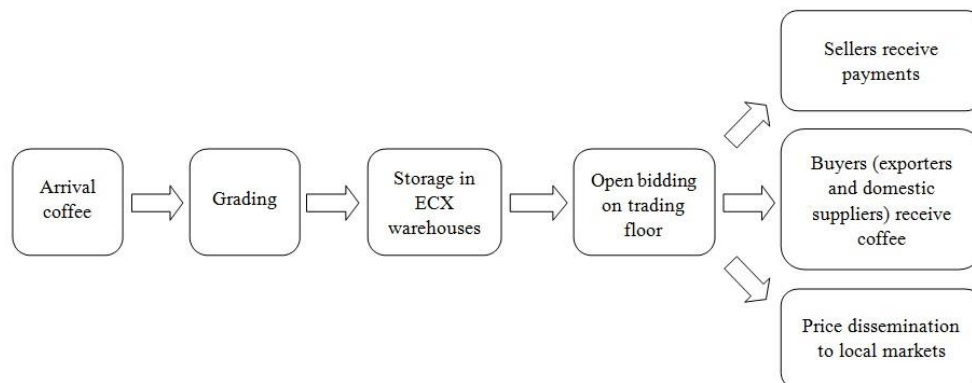 Arrival
coffee
Grading
Storage in
ECX
warehouses
Open bidding
on trading
floor
Sellers receive
payments
Buyers (exporters
and domestic
suppliers) receive
coffee
Price dissemination
to local markets